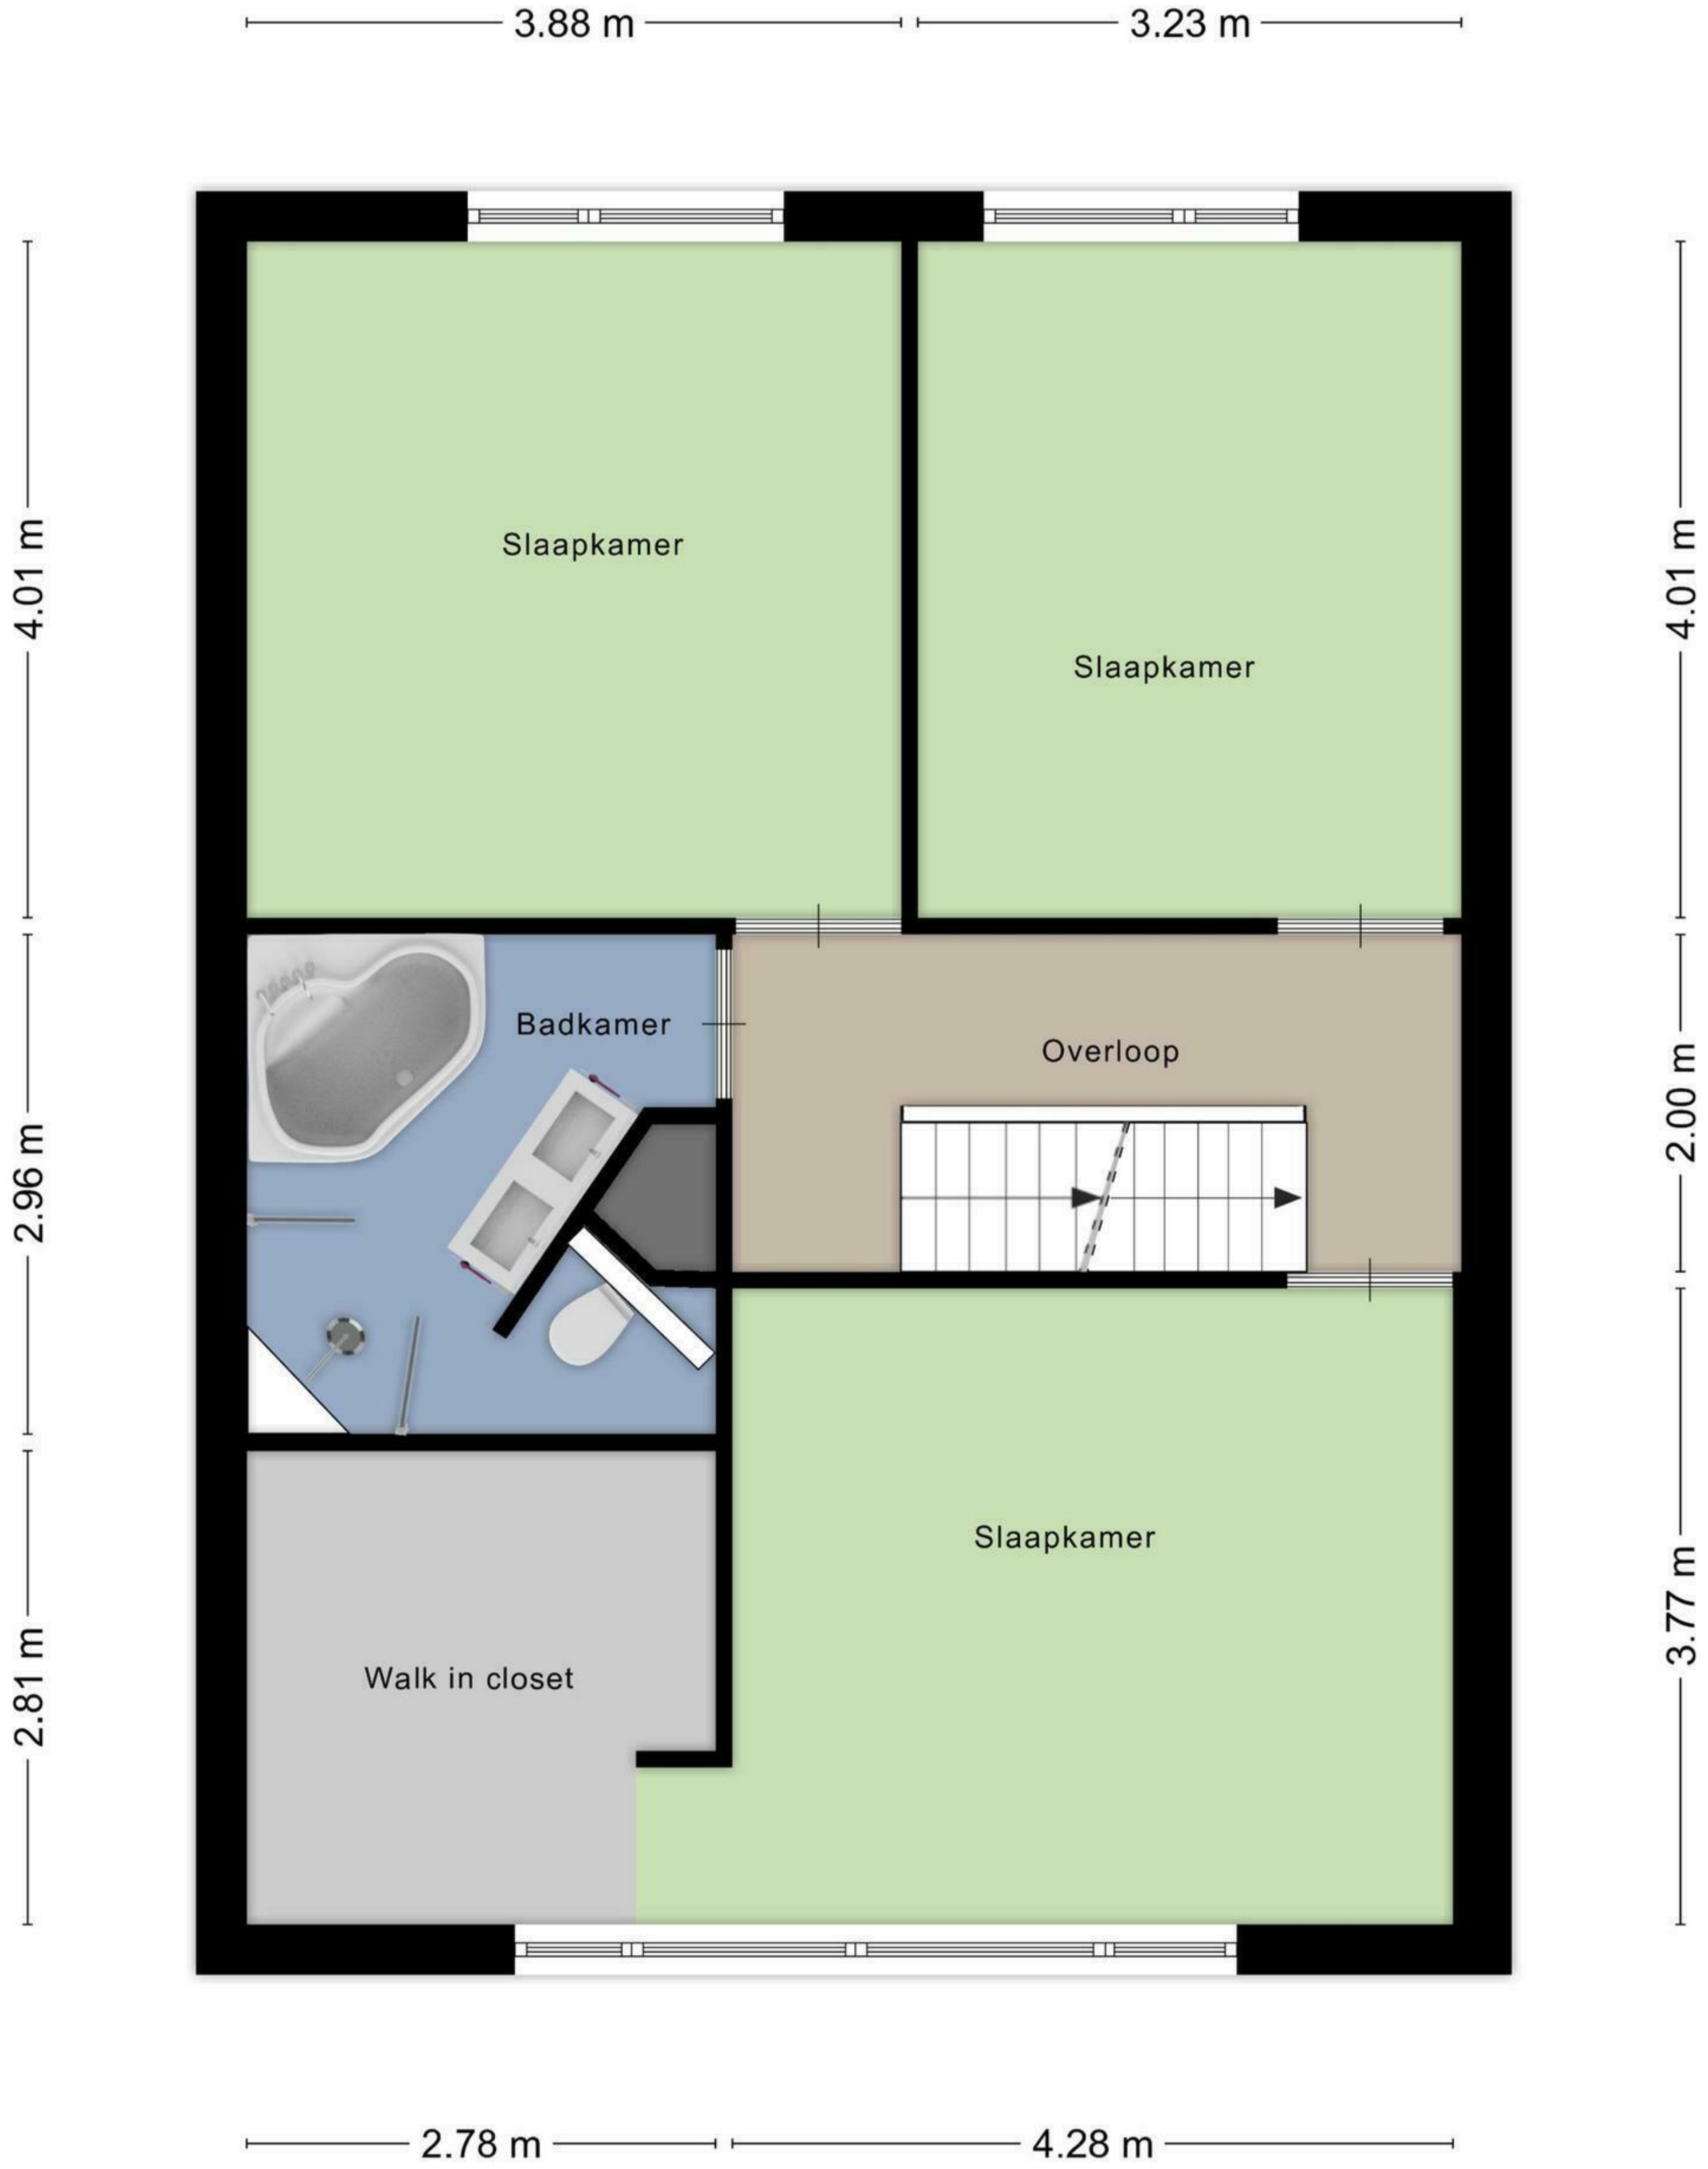 3.88 m
3.23 m
4.01 m
4.01 m
Slaapkamer
Slaapkamer
Badkamer
Overloop
2.96 m
2.00 m
Slaapkamer
Walk in closet
2.81 m
3.77 m
2.78 m
4.28 m